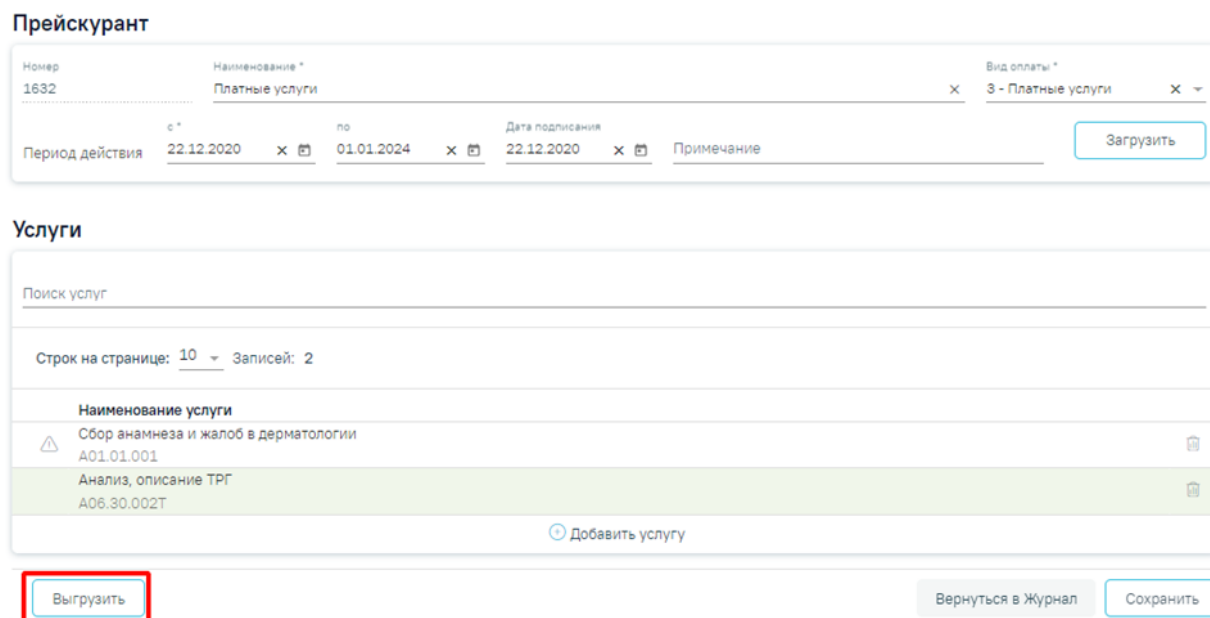 Прейскурант
Номер Наименование * Вид оплаты *
1632 Платные услуги 3 - Платные услуги
с * по Дата подписания
Период действия 22.12.2020 01.01.2024 22.12.2020 Примечание Загрузить
Услуги
Поиск услуг
Строк на странице: 10 Записей: 2
Наименование услуги
Сбор анамнеза и жалоб в дерматологии
A01.01.001
Анализ, описание ТРГ
A06.30.002Т
Добавить услугу
Выгрузить Вернуться в Журнал Сохранить